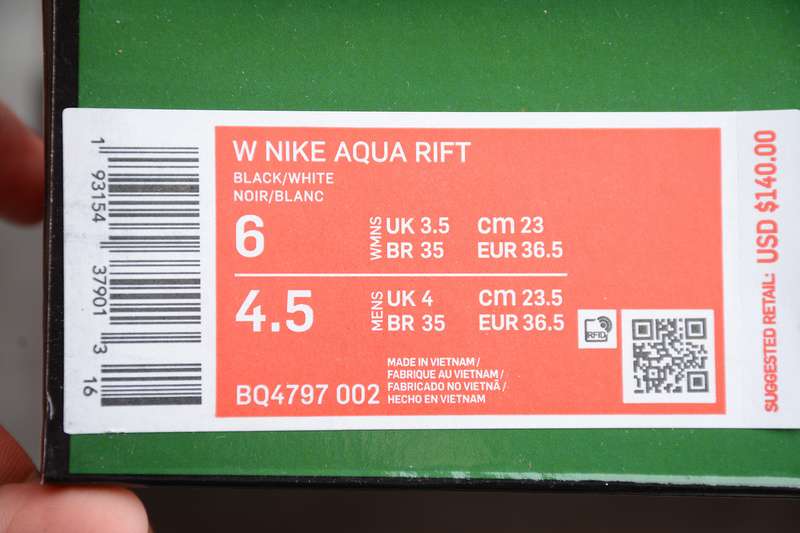 W NIKE AQUA RIFT
BLACK/WHITE
NOIR/BLANC
6 WMNS UK 3.5 cm 23
BR 35 EUR 36.5
4.5 MENS UK 4 cm 23.5
BR 35 EUR 36.5
RFID
MADE IN VIETNAM /
FABRIQUE AU VIETNAM /
FABRICADO NO VIETNÃ /
HECHO EN VIETNAM
BQ4797 002
1 93154 37901 3 16
SUGGESTED RETAIL: USD $140.00